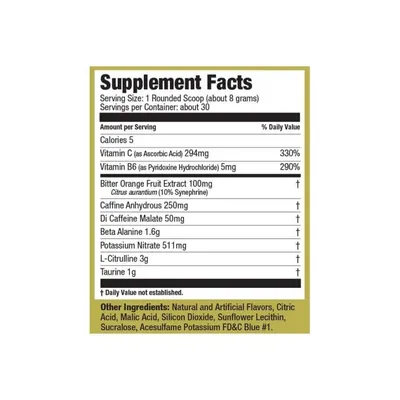 Supplement Facts
Serving Size: 1 Rounded Scoop (about 8 grams)
Servings per Container: about 30
Amount per Serving % Daily Value
Calories 5
Vitamin C (as Ascorbic Acid) 294mg 330%
Vitamin B6 (as Pyridoxine Hydrochloride) 5mg 290%
Bitter Orange Fruit Extract 100mg †
Citrus aurantium (10% Synephrine)
Caffine Anhydrous 250mg †
Di Caffeine Malate 50mg †
Beta Alanine 1.6g †
Potassium Nitrate 511mg †
L-Citrulline 3g †
Taurine 1g †
† Daily Value not established.
Other Ingredients: Natural and Artificial Flavors, Citric
Acid, Malic Acid, Silicon Dioxide, Sunflower Lecithin,
Sucralose, Acesulfame Potassium FD&C Blue #1.